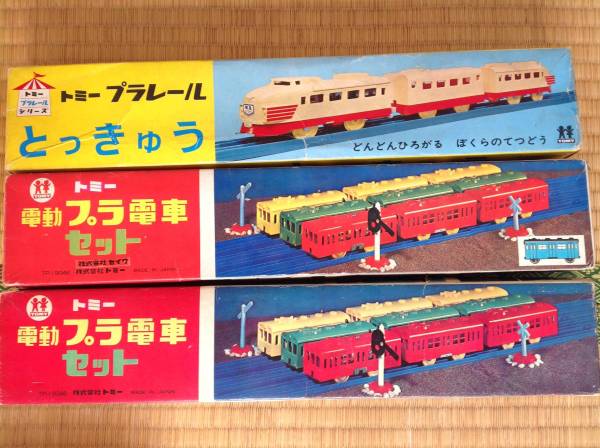 トミー
プラレール
シリーズ
トミー プラレール
とっきゅう
どんどんひろがる ぼくらのてつどう
TOMY
TOMY
トミー
電動プラ電車
セット
株式会社セイワ
株式会社トミー MADE IN JAPAN
TOMY
トミー
電動プラ電車
セット
株式会社トミー MADE IN JAPAN